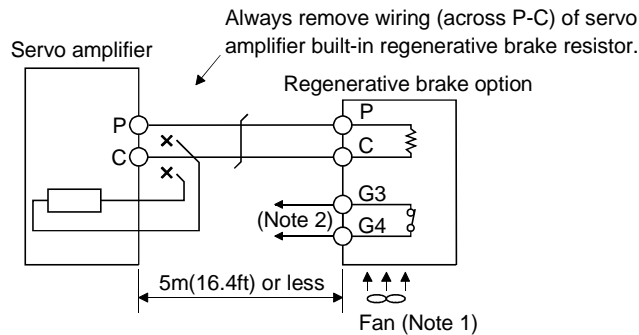 Always remove wiring (across P-C) of servo
amplifier built-in regenerative brake resistor.
Servo amplifier
Regenerative brake option
P
P
C
C
G3
(Note 2)
G4
5m(16.4ft) or less
Fan (Note 1)